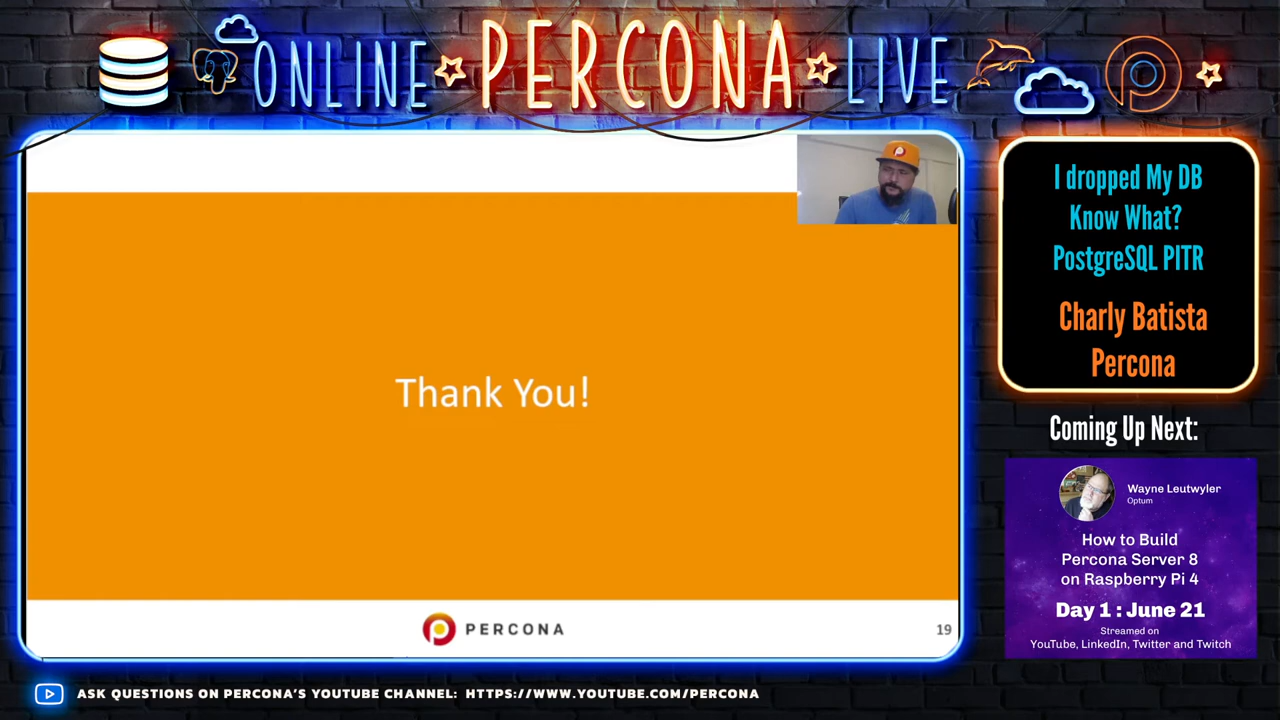 ONLINE PERCONA LIVE
I dropped My DB
Know What?
PostgreSQL PITR
Charly Batista
Percona
Thank You!
PERCONA
19
Coming Up Next:
Wayne Leutwyler
Optum
How to Build
Percona Server 8
on Raspberry Pi 4
Day 1 : June 21
Streamed on
YouTube, LinkedIn, Twitter and Twitch
ASK QUESTIONS ON PERCONA'S YOUTUBE CHANNEL: HTTPS://WWW.YOUTUBE.COM/PERCONA